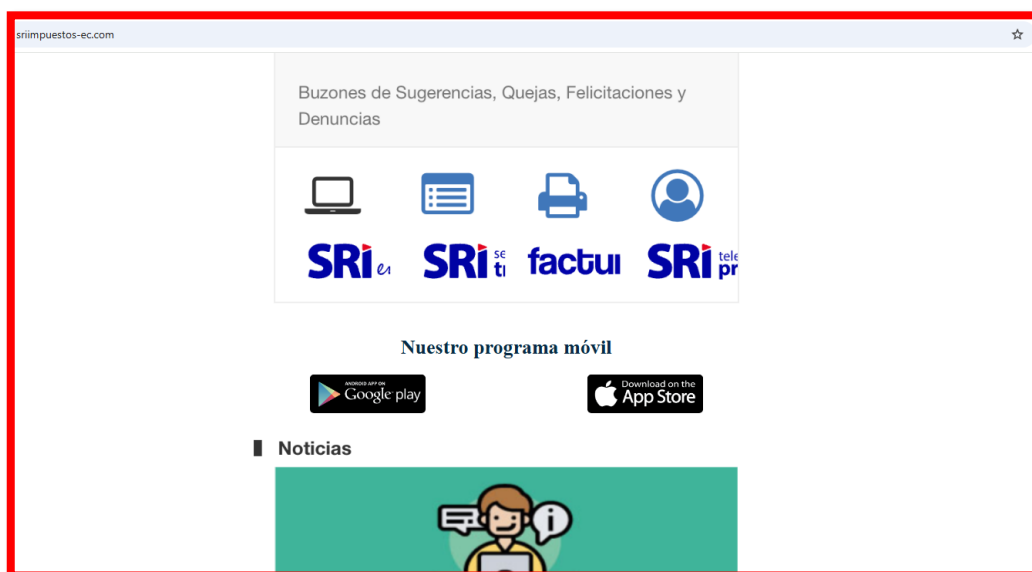 sriimpuestos-ec.com
Buzones de Sugerencias, Quejas, Felicitaciones y
Denuncias
SRi
SRi
factu
SRi
pr
Nuestro programa móvil
ANDROID APP ON
Google play
Download on the
App Store
Noticias